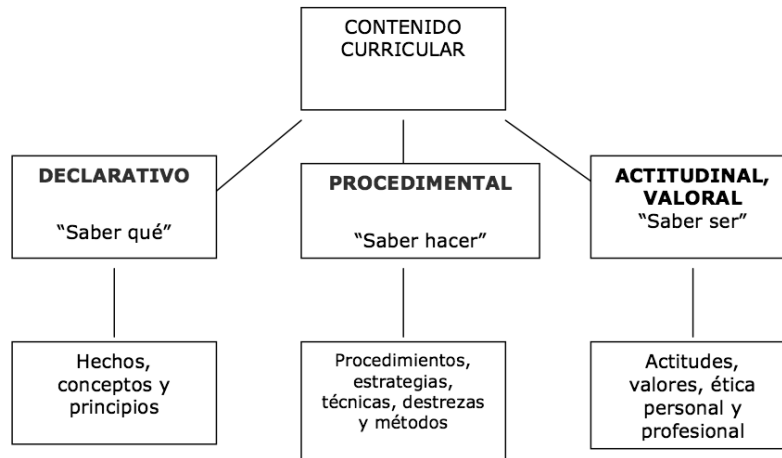 CONTENIDO
CURRICULAR
DECLARATIVO
"Saber qué"
PROCEDIMENTAL
"Saber hacer"
ACTITUDINAL,
VALORAL
"Saber ser"
Hechos,
conceptos y
principios
Procedimientos,
estrategias,
técnicas, destrezas
y métodos
Actitudes,
valores, ética
personal y
profesional